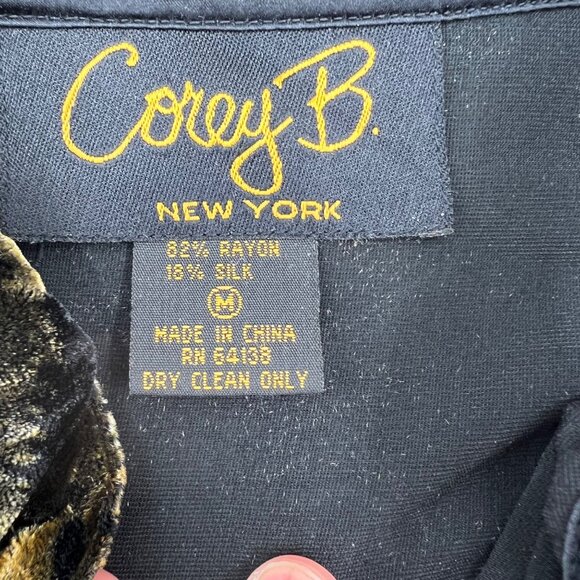 Corey B.
NEW YORK
82% RAYON
18% SILK
M
MADE IN CHINA
RN 64138
DRY CLEAN ONLY